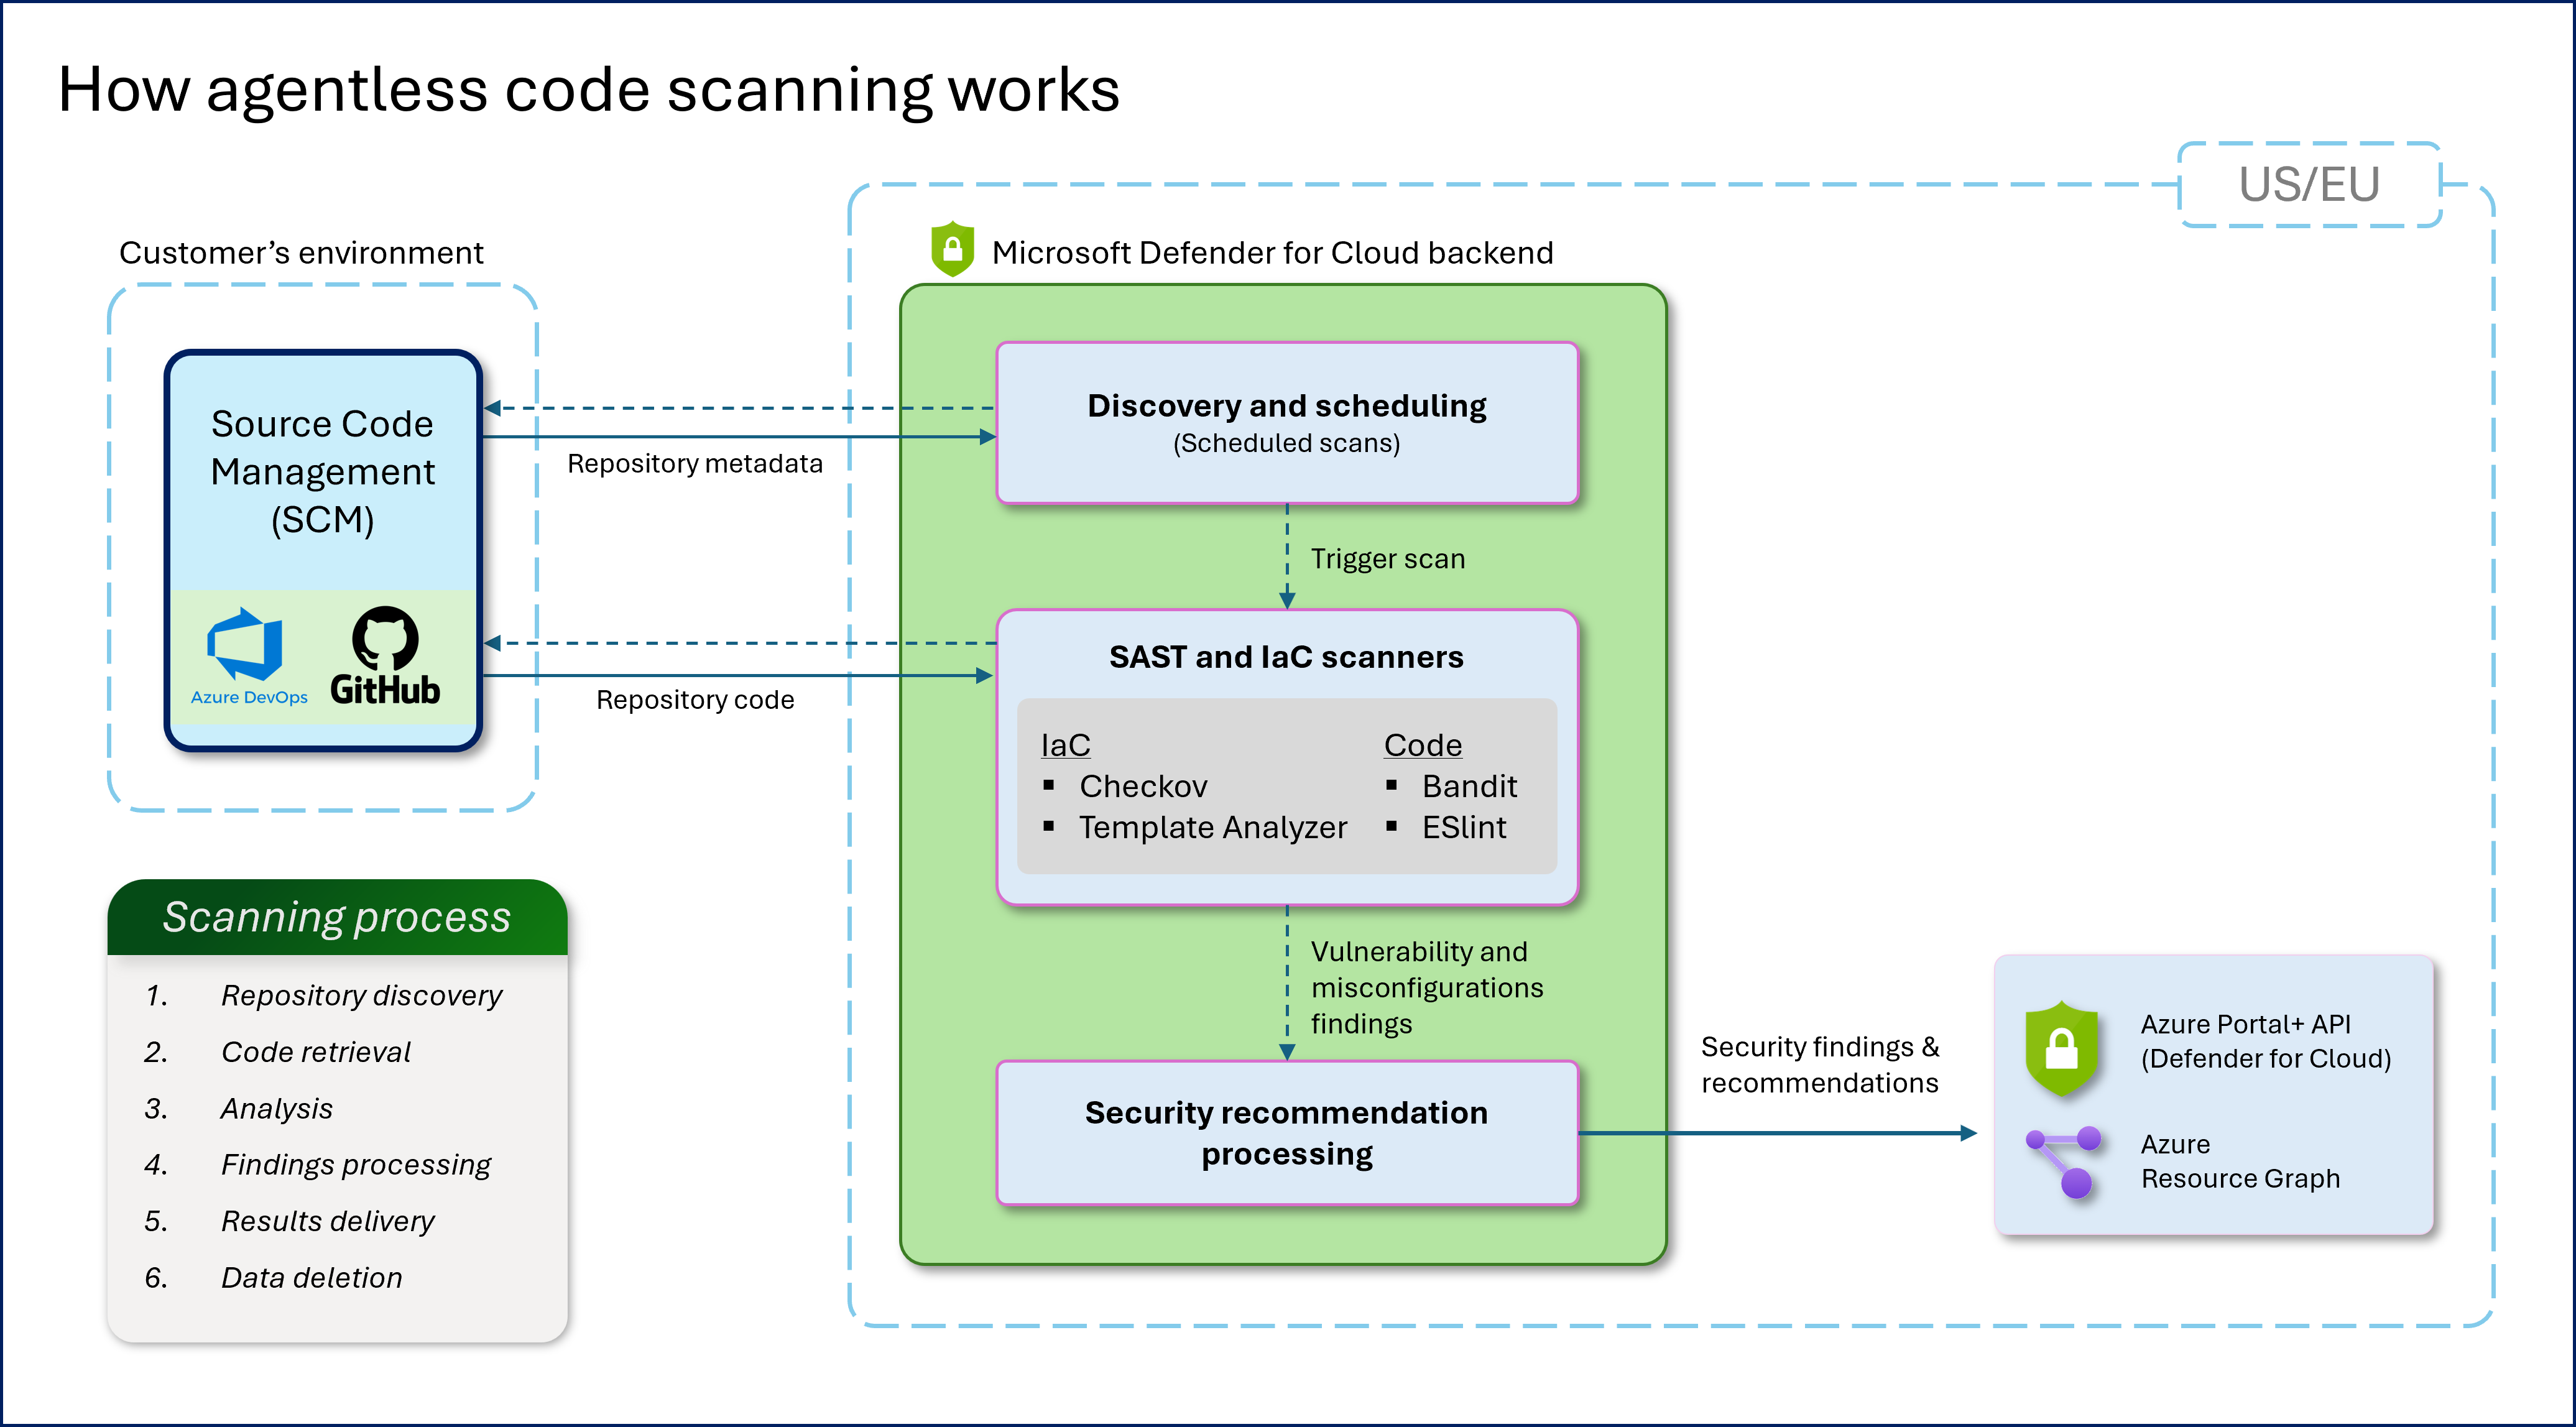 How agentless code scanning works
US/EU
Customer’s environment
Microsoft Defender for Cloud backend
Source Code
Management
(SCM)
Azure DevOps
GitHub
Repository metadata
Repository code
Discovery and scheduling
(Scheduled scans)
Trigger scan
SAST and IaC scanners
IaC
▪ Checkov
▪ Template Analyzer
Code
▪ Bandit
▪ ESlint
Vulnerability and
misconfigurations
findings
Security recommendation
processing
Security findings &
recommendations
Azure Portal+ API
(Defender for Cloud)
Azure
Resource Graph
Scanning process
1. Repository discovery
2. Code retrieval
3. Analysis
4. Findings processing
5. Results delivery
6. Data deletion